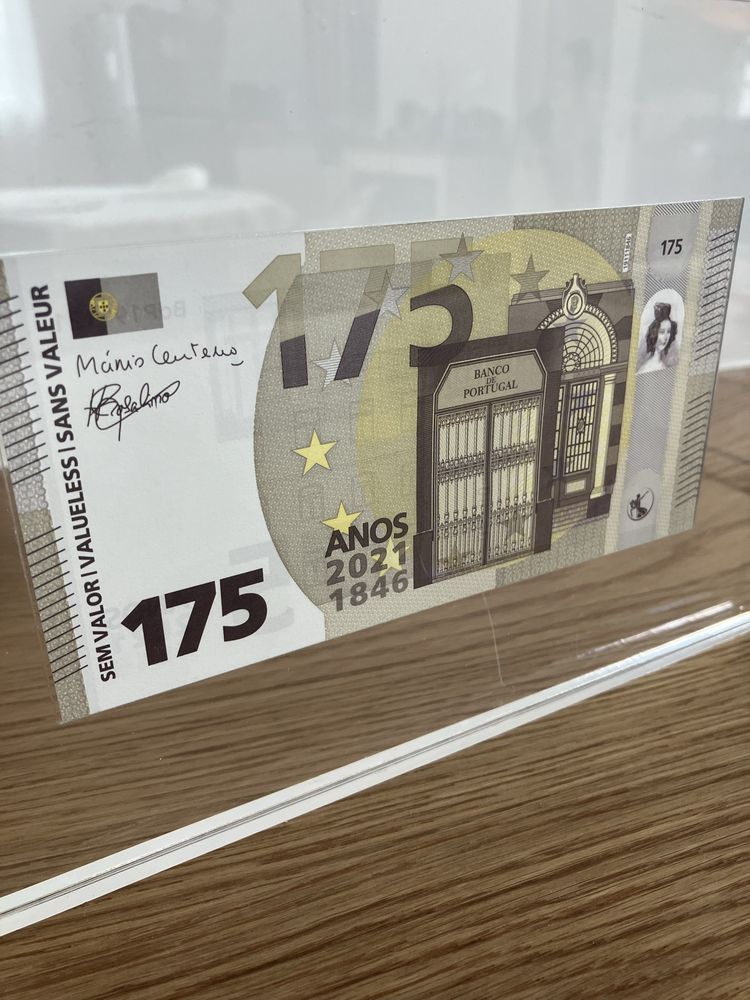 SEM VALOR | VALUELESS | SANS VALEUR
Mário Centeno
175
175
BANCO
DE
PORTUGAL
ANOS
2021
1846
175